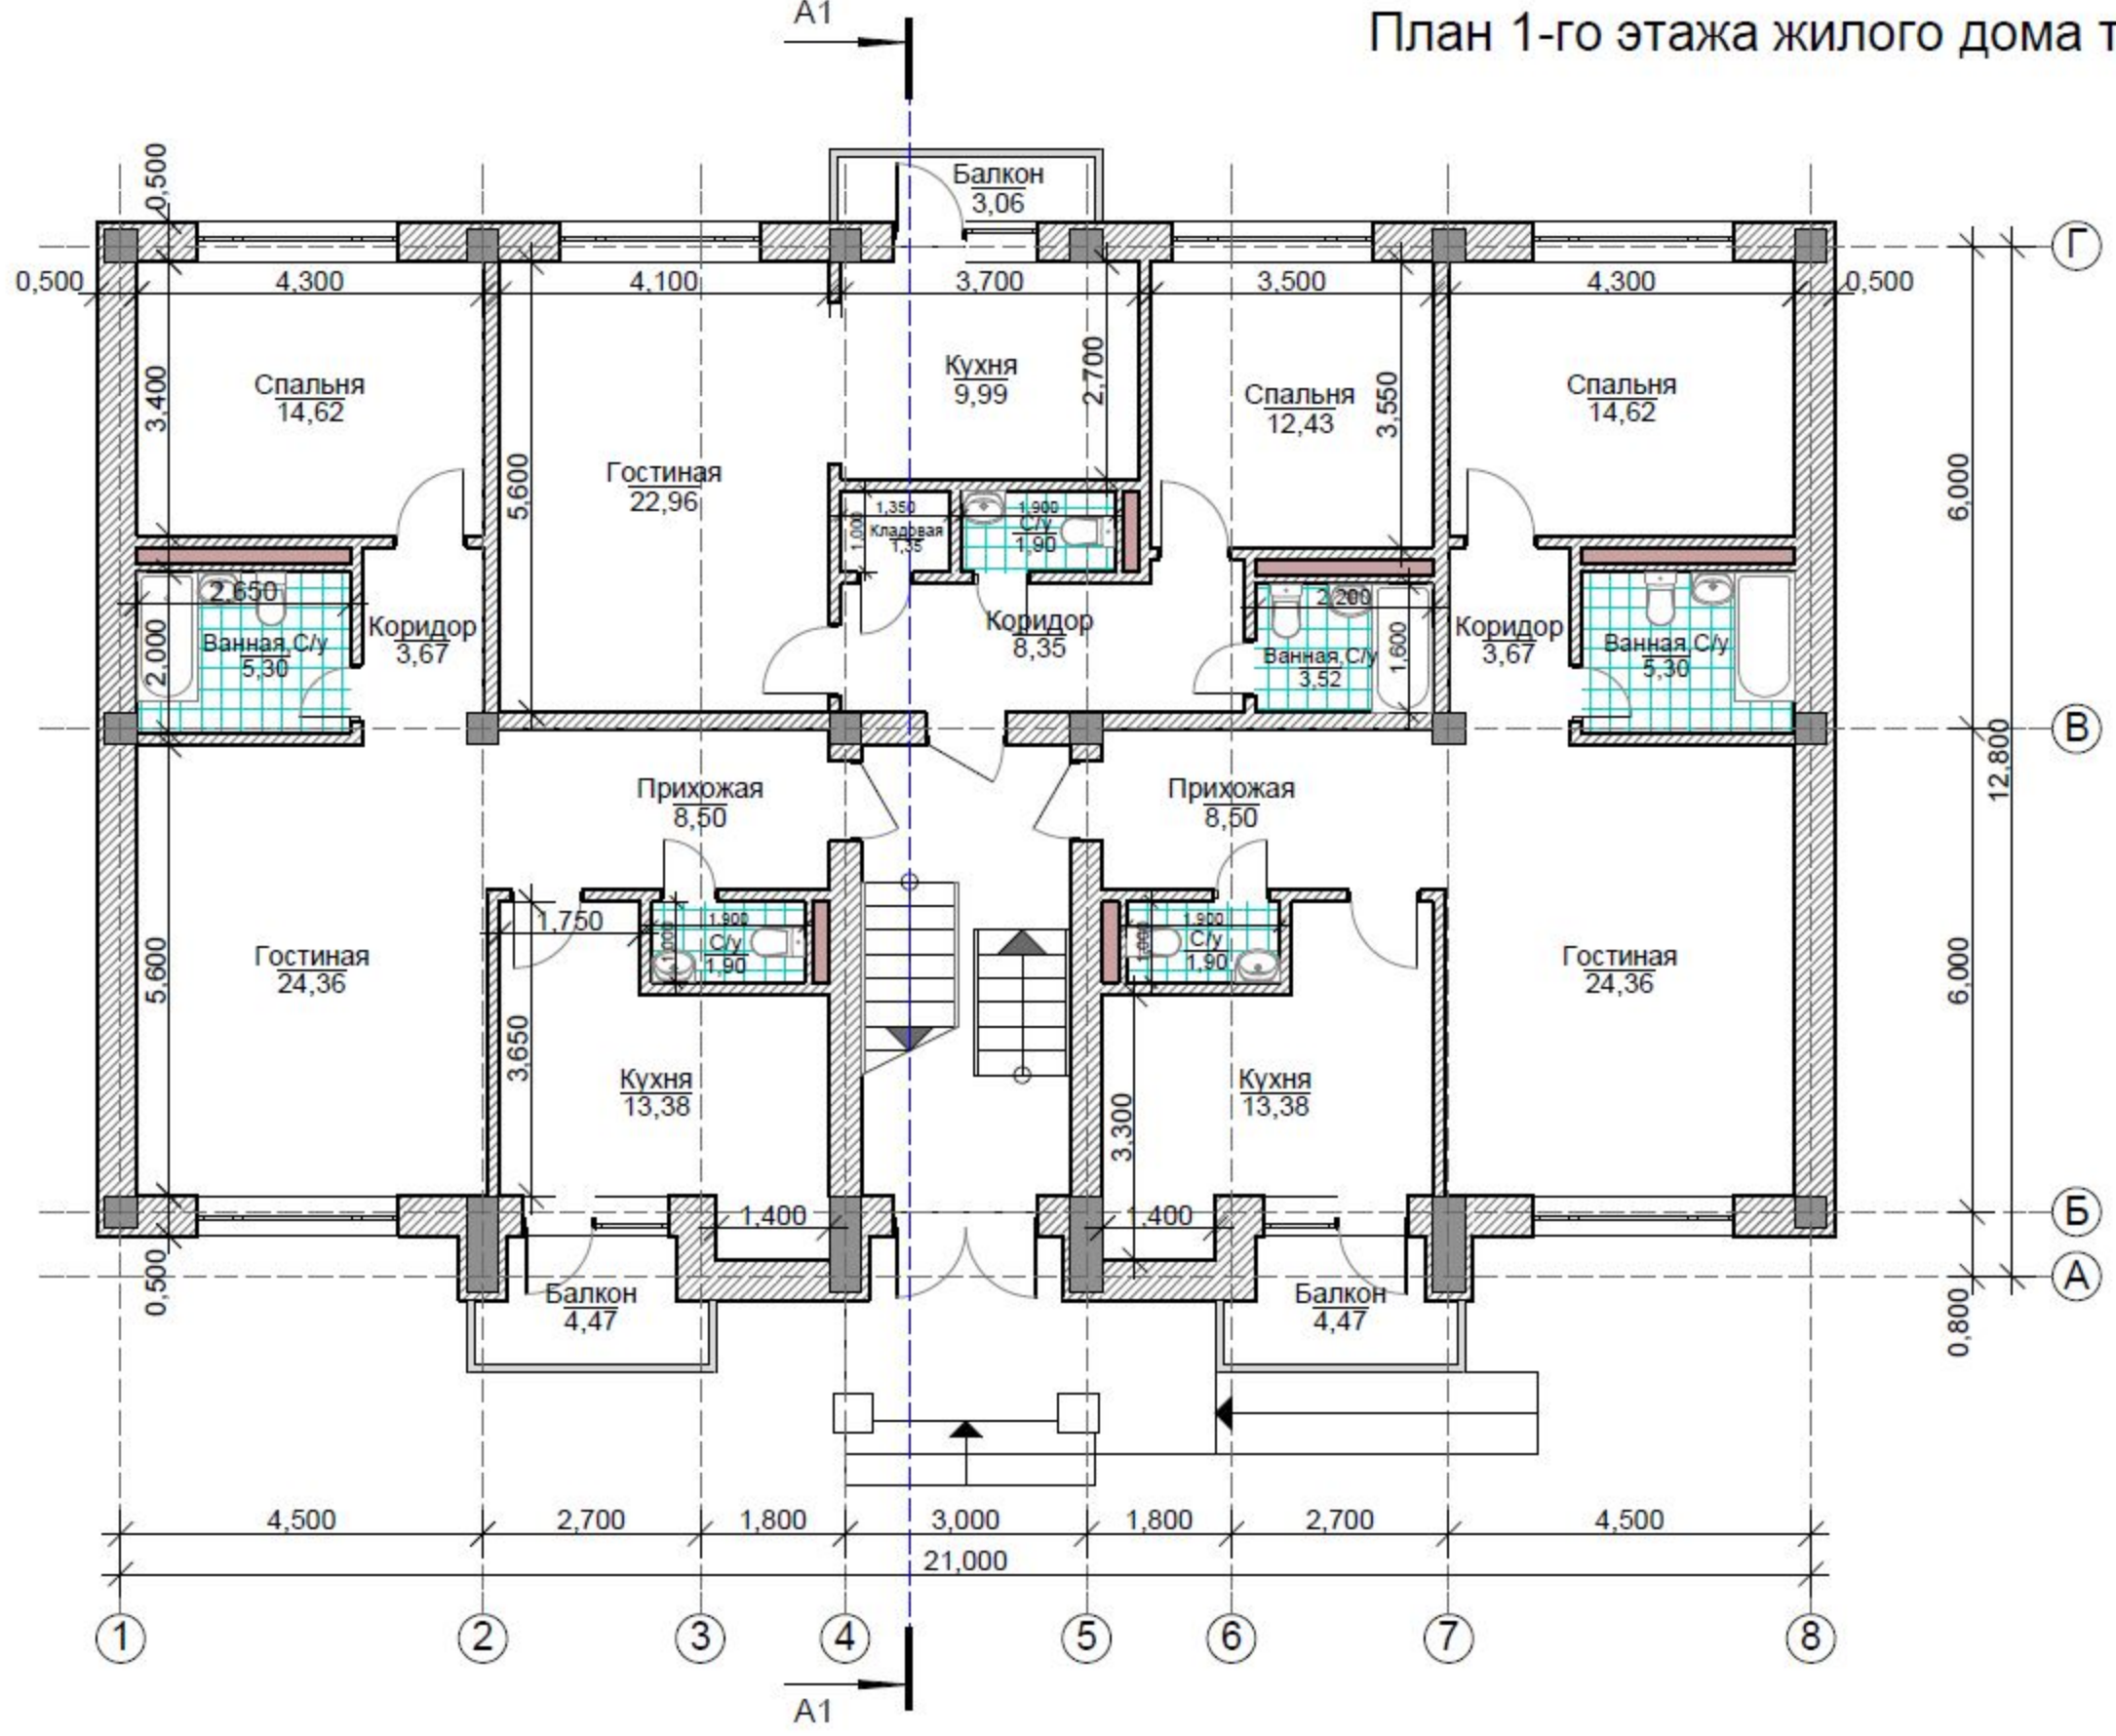 А1
План 1-го этажа жилого дома т
0,500
Балкон
3,06
Г
0,500
4,300
4,100
3,700
3,500
4,300
0,500
3,400
Спальня
14,62
5,600
Гостиная
22,96
Кухня
9,99
2,700
Спальня
12,43
3,550
Спальня
14,62
6,000
1,350
1,000
Кладовая
1,35
1,900
С/у
1,90
2,650
2,000
Ванная,С/у
5,30
Коридор
3,67
Коридор
8,35
2,200
1,600
Ванная,С/у
3,52
Коридор
3,67
Ванная,С/у
5,30
В
12,800
Прихожая
8,50
Прихожая
8,50
5,600
Гостиная
24,36
1,750
1,900
1,000
С/у
1,90
1,900
1,000
С/у
1,90
Гостиная
24,36
6,000
3,650
Кухня
13,38
3,300
Кухня
13,38
1,400
1,400
Б
0,500
Балкон
4,47
Балкон
4,47
А
0,800
4,500
2,700
1,800
3,000
1,800
2,700
4,500
21,000
1
2
3
4
5
6
7
8
А1